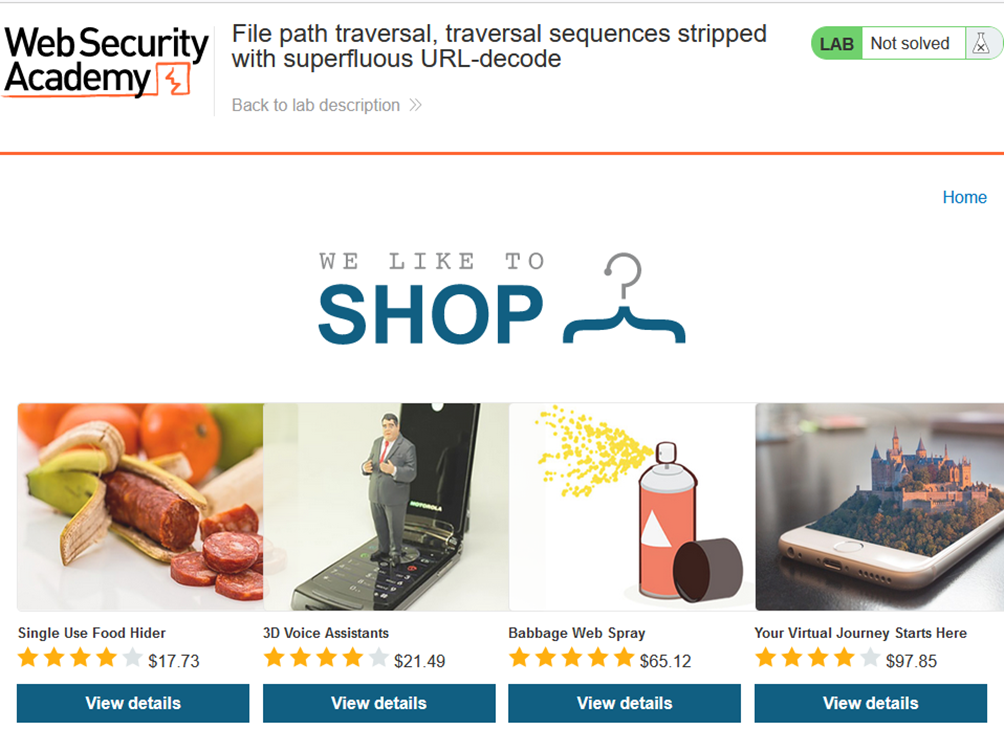 Web Security
Academy
File path traversal, traversal sequences stripped
with superfluous URL-decode
Back to lab description
LAB Not solved
Home
WE LIKE TO
SHOP
MOTOROLA
Single Use Food Hider
3D Voice Assistants
Babbage Web Spray
Your Virtual Journey Starts Here
$17.73
$21.49
$65.12
$97.85
View details
View details
View details
View details